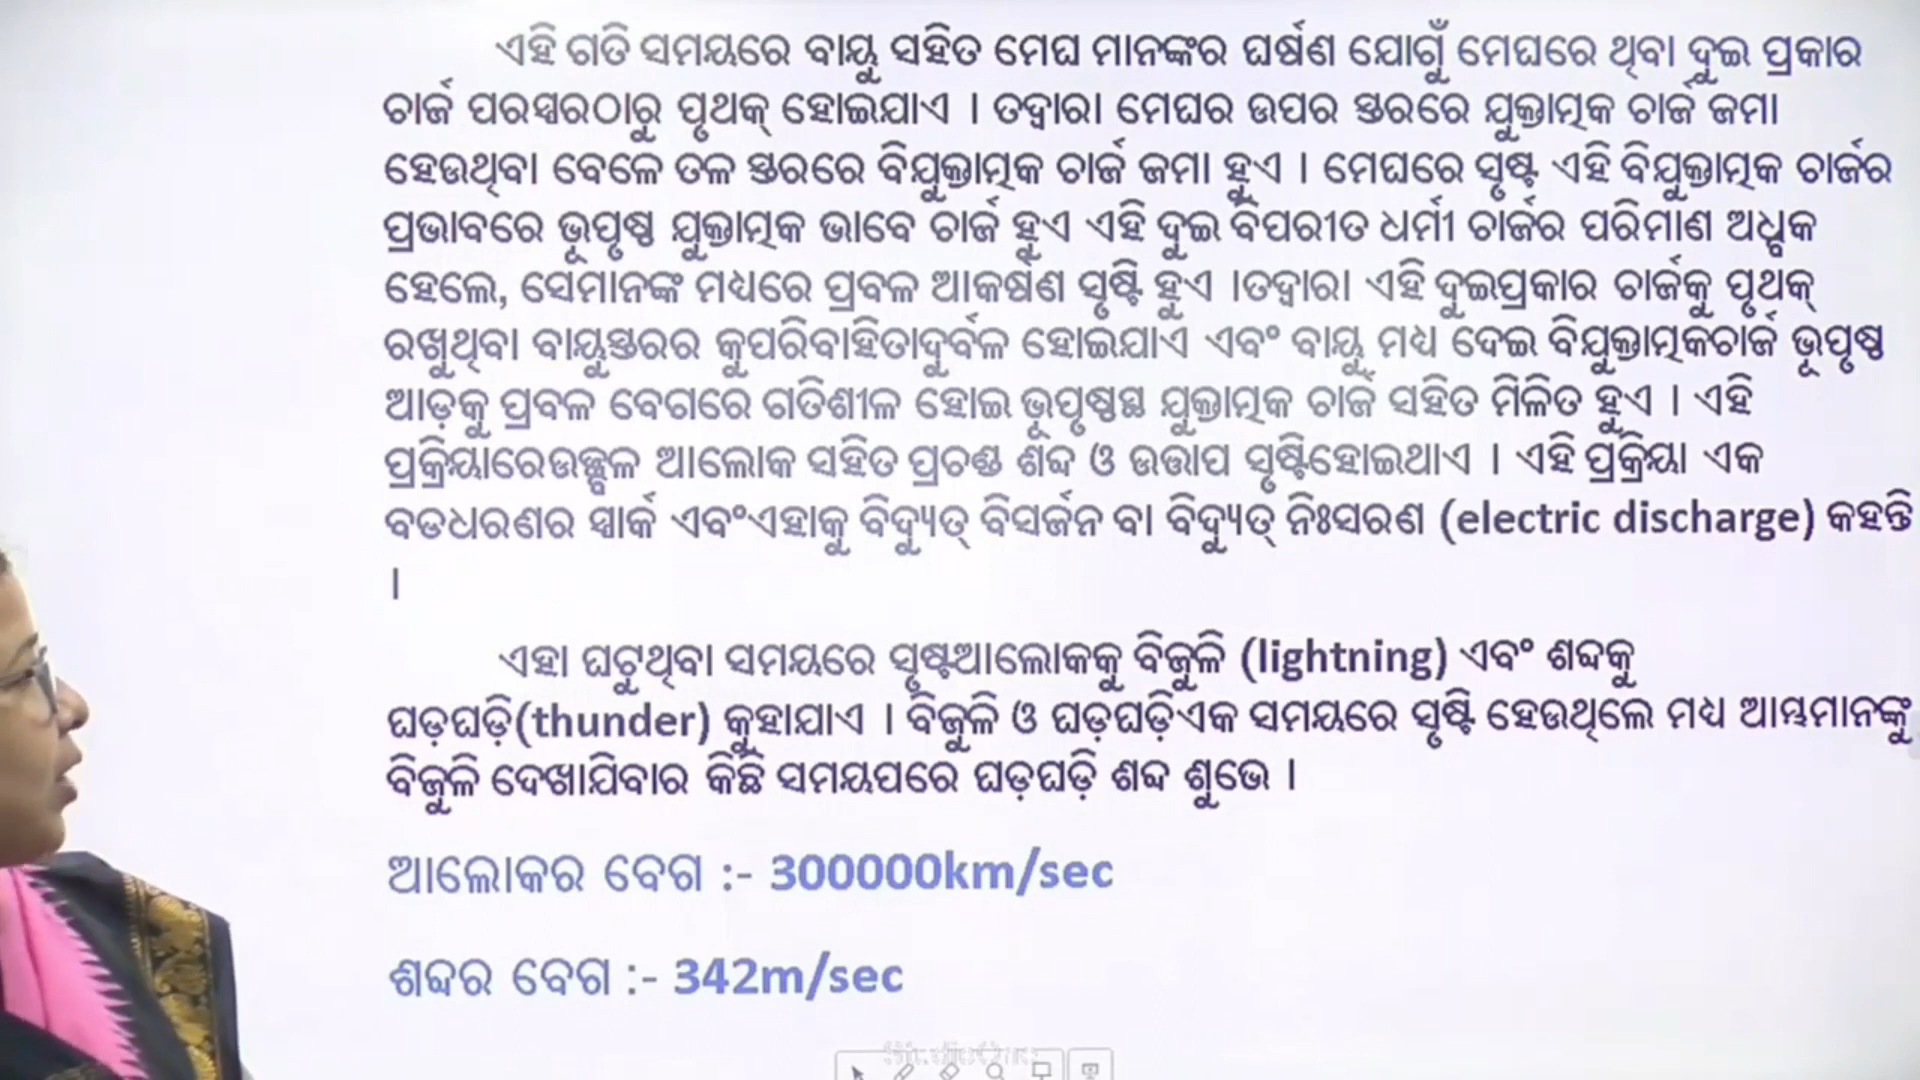 ଏହି ଗତି ସମୟରେ ବାୟୁ ସହିତ ମେଘ ମାନଙ୍କର ଘର୍ଷଣ ଯୋଗୁଁ ମେଘରେ ଥିବା ଦୁଇ ପ୍ରକାର
ଚାର୍ଜ ପରସ୍ପରଠାରୁ ପୃଥକ୍ ହୋଇଯାଏ । ତଦ୍ୱାରା ମେଘର ଉପର ସ୍ତରରେ ଯୁକ୍ତାତ୍ମକ ଚାର୍ଜ ଜମା
ହେଉଥିବା ବେଳେ ତଳ ସ୍ତରରେ ବିଯୁକ୍ତାତ୍ମକ ଚାର୍ଜ ଜମା ହୁଏ । ମେଘରେ ସୃଷ୍ଟ ଏହି ବିଯୁକ୍ତାତ୍ମକ ଚାର୍ଜର
ପ୍ରଭାବରେ ଭୂପୃଷ୍ଠ ଯୁକ୍ତାତ୍ମକ ଭାବେ ଚାର୍ଜ ହୁଏ ଏହି ଦୁଇ ବିପରୀତ ଧର୍ମୀ ଚାର୍ଜର ପରିମାଣ
ହେଲେ, ସେମାନଙ୍କ ମଧ୍ୟରେ ପ୍ରବଳ ଆକର୍ଷଣ ସୃଷ୍ଟି ହୁଏ ।ତଦ୍ୱାରା ଏହି ଦୁଇପ୍ରକାର ଚାର୍ଜକୁ ପୃଥକ୍
ରଖୁଥିବା ବାୟୁସ୍ତରର କୁପରିବାହିତାଦୁର୍ବଳ ହୋଇଯାଏ ଏବଂ ବାୟୁ ମଧ୍ୟ ଦେଇ ବିଯୁକ୍ତାତ୍ମକଚାର୍ଜ ଭୂପୃଷ୍ଠ
ଆଡ଼କୁ ପ୍ରବଳ ବେଗରେ ଗତିଶୀଳ ହୋଇ ଭୂପୃଷ୍ଠସ୍ଥ ଯୁକ୍ତାତ୍ମକ ଚାର୍ଜ ସହିତ ମିଳିତ ହୁଏ । ଏହି
ପ୍ରକ୍ରିୟାରେଉଜ୍ଜ୍ୱଳ ଆଲୋକ ସହିତ ପ୍ରଚଣ୍ଡ ଶବ୍ଦ ଓ ଉତ୍ତାପ ସୃଷ୍ଟିହୋଇଥାଏ । ଏହି ପ୍ରକ୍ରିୟା ଏକ
ବଡଧରଣର ସ୍ପାର୍କ ଏବଂଏହାକୁ ବିଦ୍ୟୁତ୍ ବିସର୍ଜନ ବା ବିଦ୍ୟୁତ୍ ନିଃସରଣ (electric discharge) କହନ୍ତି
।
ଏହା ଘଟୁଥିବା ସମୟରେ ସୃଷ୍ଟଆଲୋକକୁ ବିଜୁଳି (lightning) ଏବଂ ଶବ୍ଦକୁ
ଘଡ଼ଘଡ଼ି(thunder) କୁହାଯାଏ । ବିଜୁଳି ଓ ଘଡ଼ଘଡ଼ିଏକ ସମୟରେ ସୃଷ୍ଟି ହେଉଥିଲେ ମଧ୍ୟ ଆମ୍ଭମାନଙ୍କୁ
ବିଜୁଳି ଦେଖାଯିବାର କିଛି ସମୟପରେ ଘଡ଼ଘଡ଼ି ଶବ୍ଦ ଶୁଭେ ।
ଆଲୋକର ବେଗ :- 300000km/sec
ଶବ୍ଦର ବେଗ :- 342m/sec